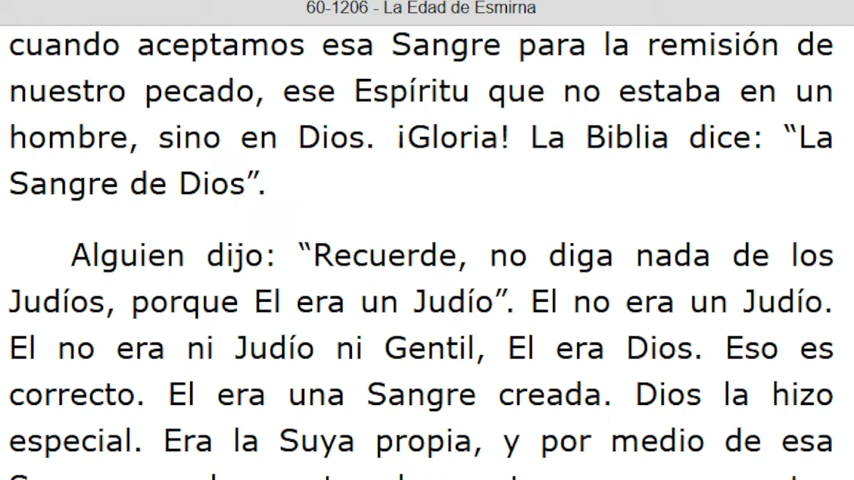 60-1206 - La Edad de Esmirna
cuando aceptamos esa Sangre para la remisión de
nuestro pecado, ese Espíritu que no estaba en un
hombre, sino en Dios. ¡Gloria! La Biblia dice: “La
Sangre de Dios”.
Alguien dijo: “Recuerde, no diga nada de los
Judíos, porque El era un Judío”. El no era un Judío.
El no era ni Judío ni Gentil, El era Dios. Eso es
correcto. El era una Sangre creada. Dios la hizo
especial. Era la Suya propia, y por medio de esa